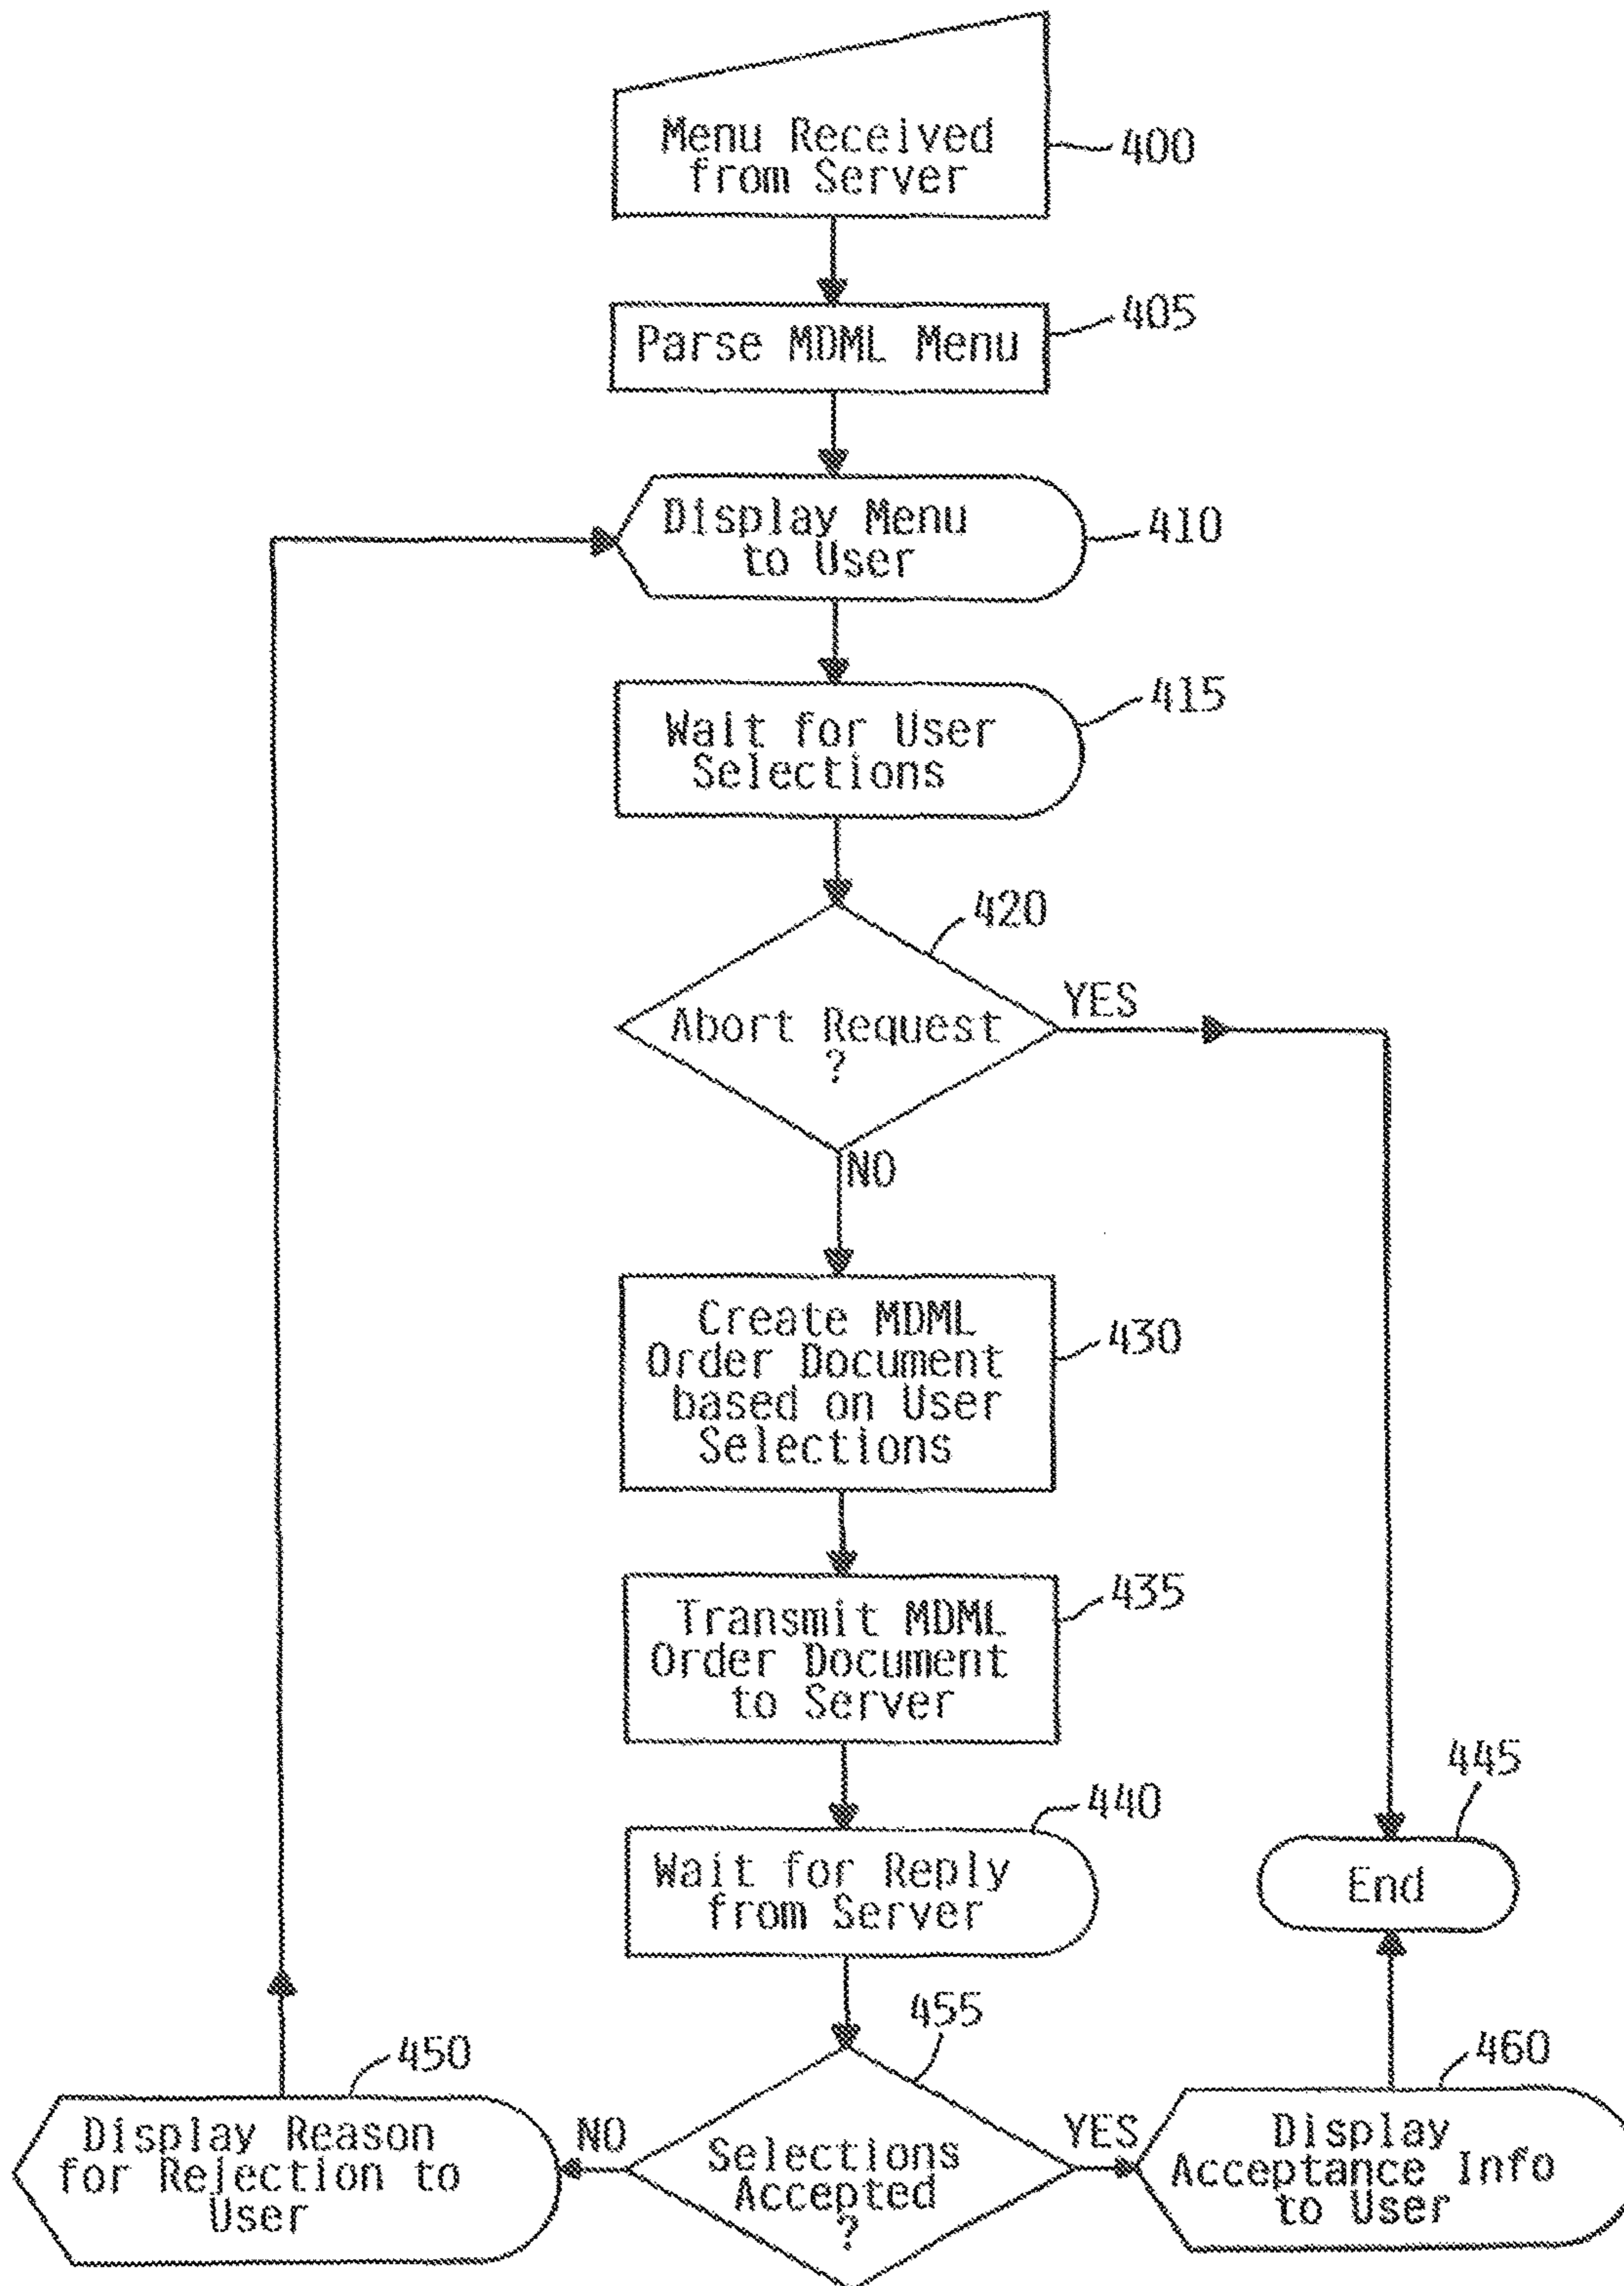 Menu Received
from Server
400
Parse MDML Menu
405
Display Menu
to User
410
Wait for User
Selections
415
420
Abort Request
?
YES
NO
Create MDML
Order Document
based on User
Selections
430
Transmit MDML
Order Document
to Server
435
440
Wait for Reply
from Server
445
End
455
450
460
Display Reason
for Rejection to
User
NO
Selections
Accepted
?
YES
Display
Acceptance Info
to User